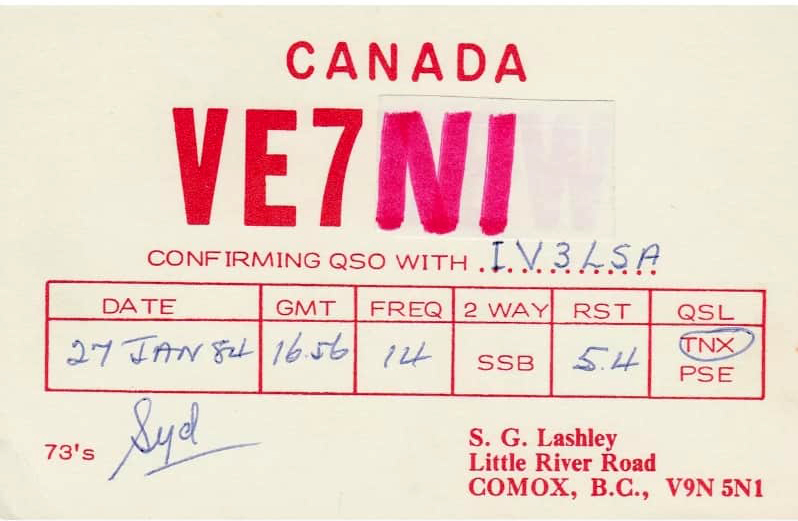 CANADA
VE7NI
CONFIRMING QSO WITH IV3LSA
DATE GMT FREQ 2 WAY RST QSL
27 JAN 84 16.56 14 SSB 5.4 TNX
PSE
73's Syd
S. G. Lashley
Little River Road
COMOX, B.C., V9N 5N1